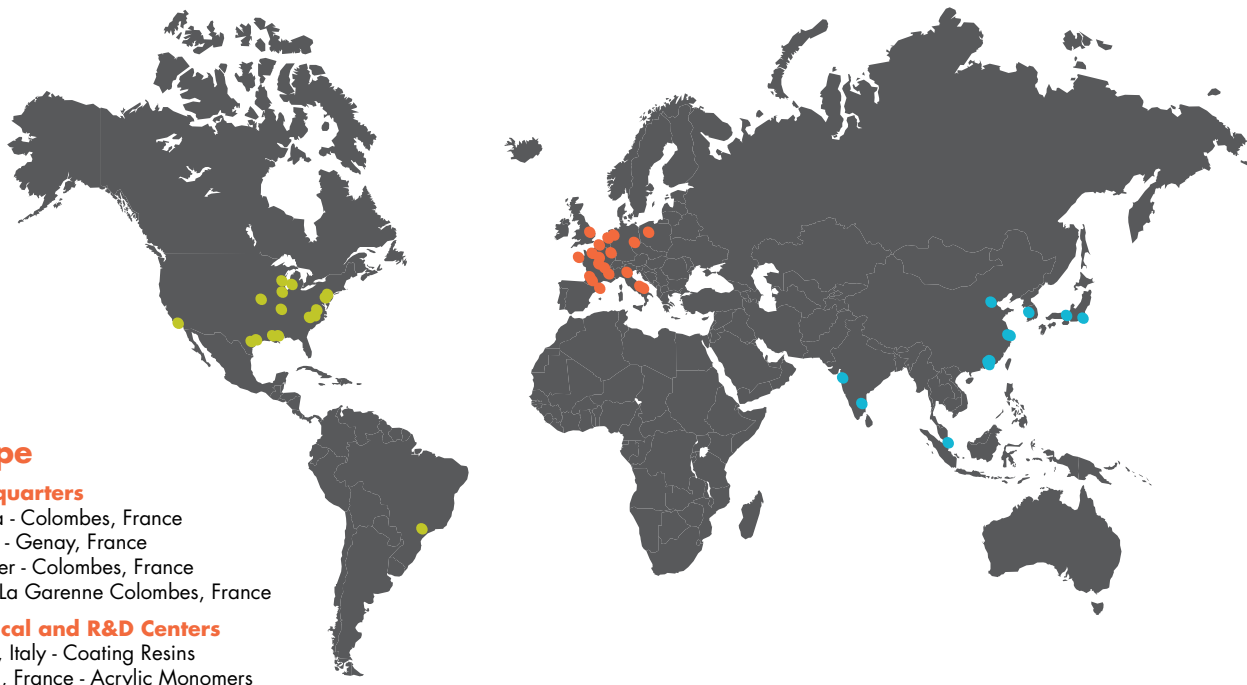 pe
quarters
a - Colombes, France
- Genay, France
er - Colombes, France
La Garenne Colombes, France
cal and R&D Centers
, Italy - Coating Resins
, France - Acrylic Monomers